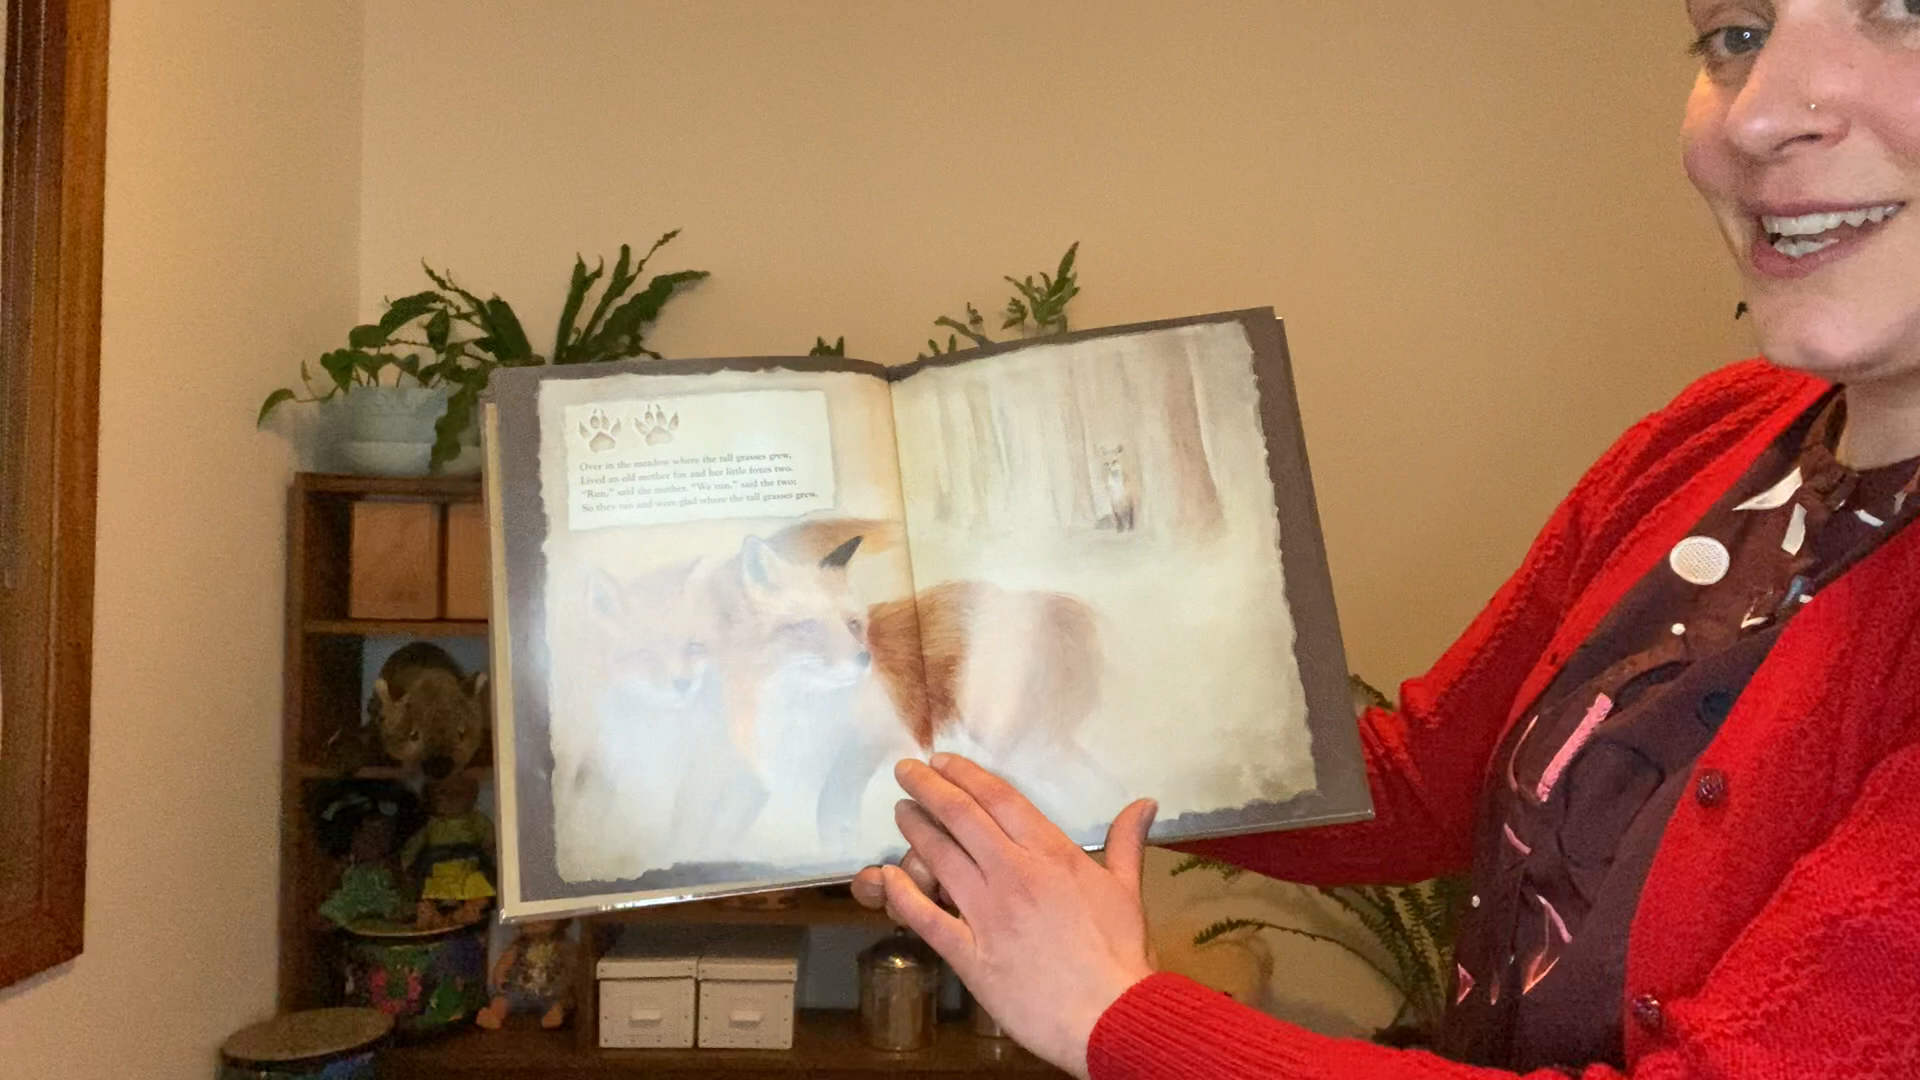 Over in the meadow where the tall grasses grew,
Lived an old mother fox and her little foxes two.
"Run," said the mother. "We run," said the two;
So they ran and were glad where the tall grasses grew.